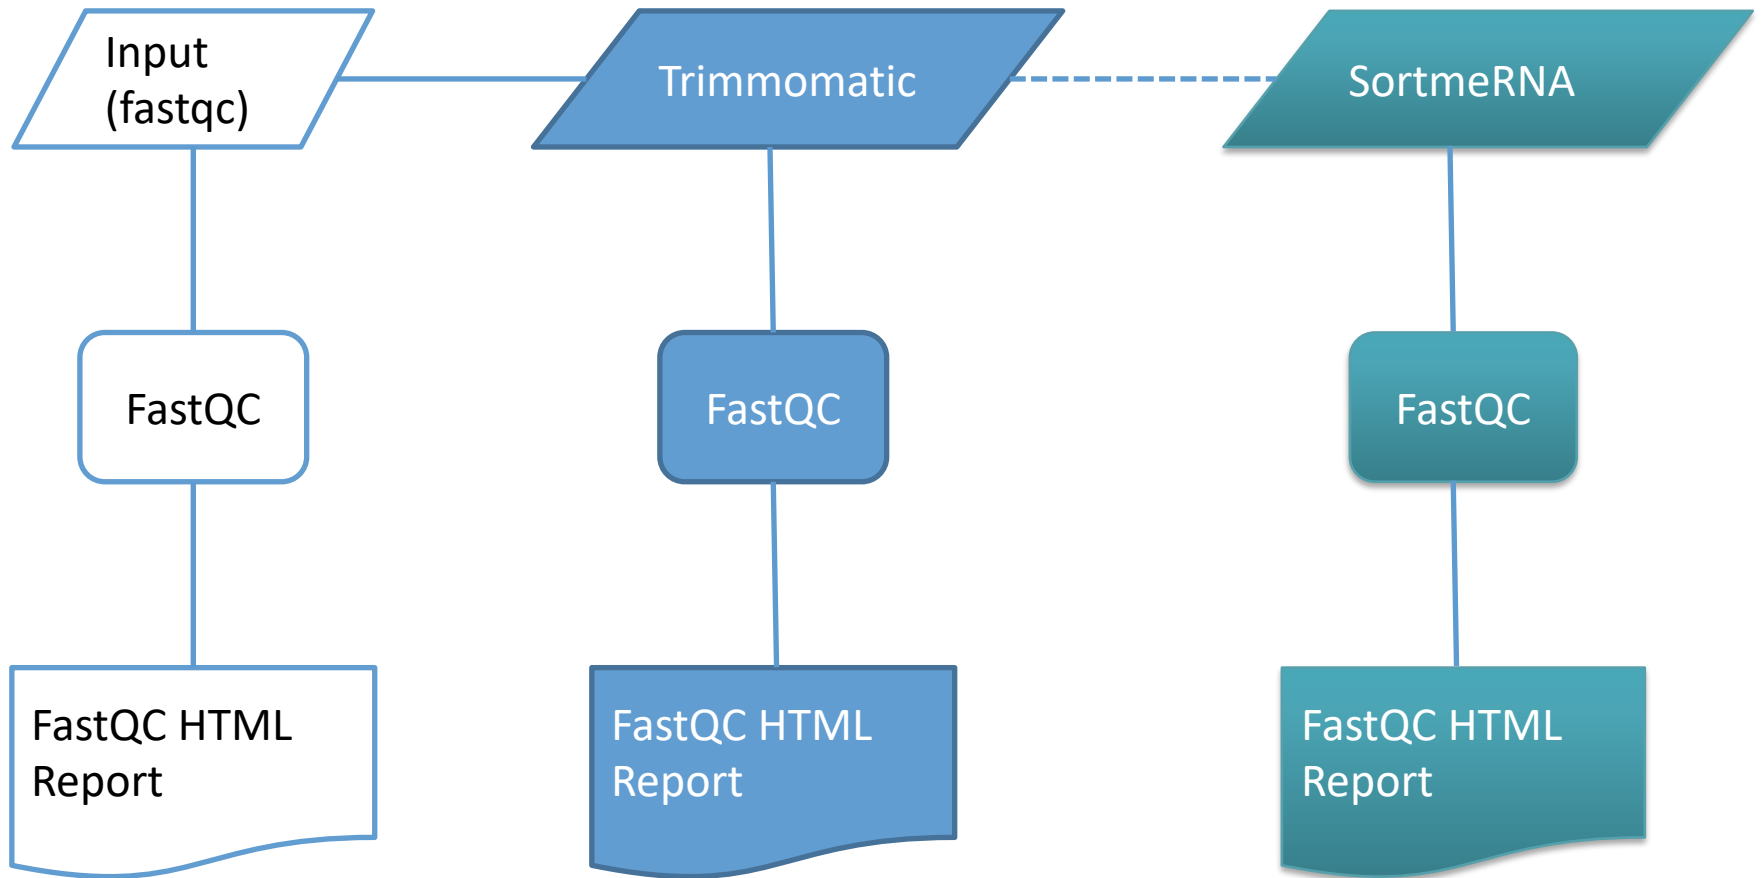 Input
(fastqc)
Trimmomatic
SortmeRNA
FastQC
FastQC
FastQC
FastQC HTML
Report
FastQC HTML
Report
FastQC HTML
Report